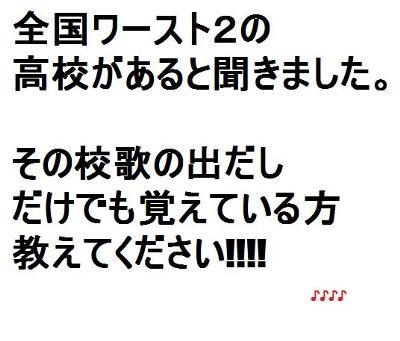 全国ワースト２の
高校があると聞きました。
その校歌の出だし
だけでも覚えている方
教えてください!!!!
♪♪♪♪